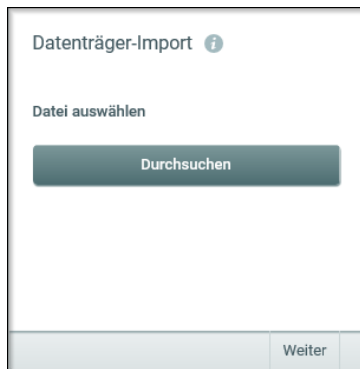 Datenträger-Import
Datei auswählen
Durchsuchen
Weiter